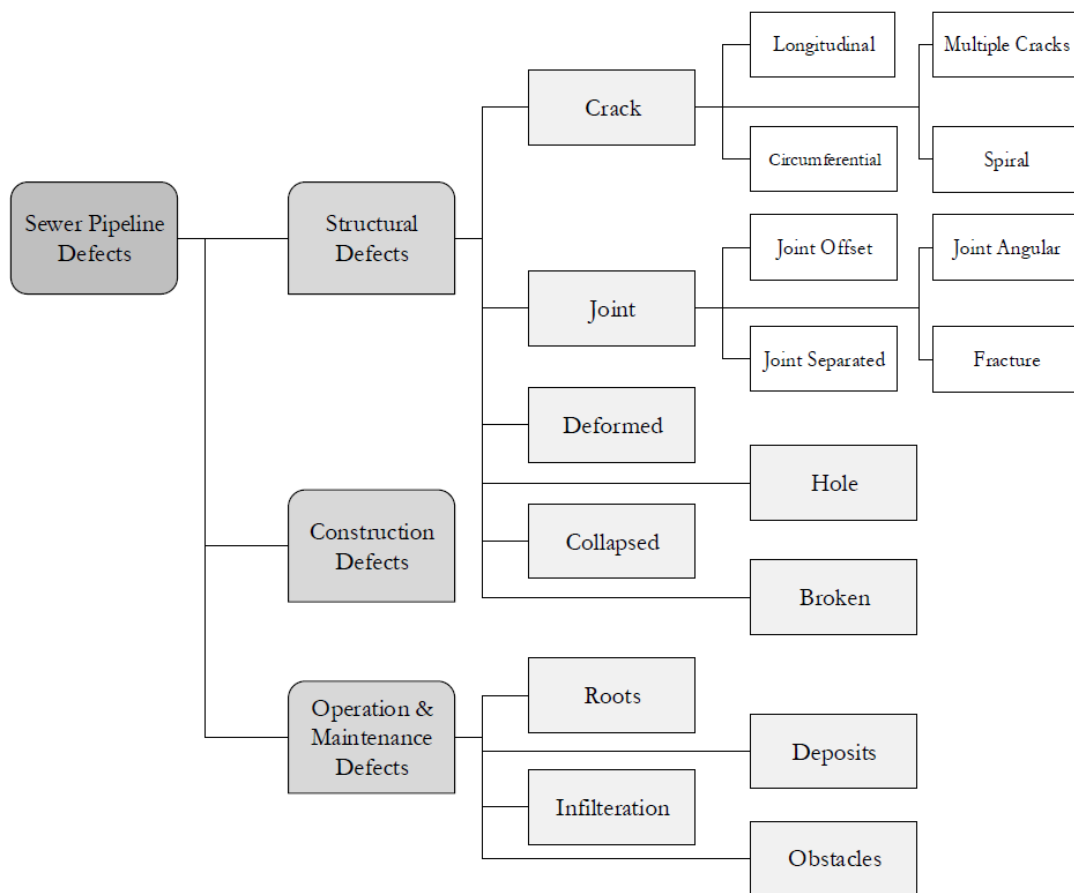 Longitudinal
Multiple Cracks
Crack
Circumferential
Spiral
Sewer Pipeline
Defects
Structural
Defects
Joint Offset
Joint Angular
Joint
Joint Separated
Fracture
Deformed
Hole
Construction
Defects
Collapsed
Broken
Operation &
Maintenance
Defects
Roots
Deposits
Infilteration
Obstacles